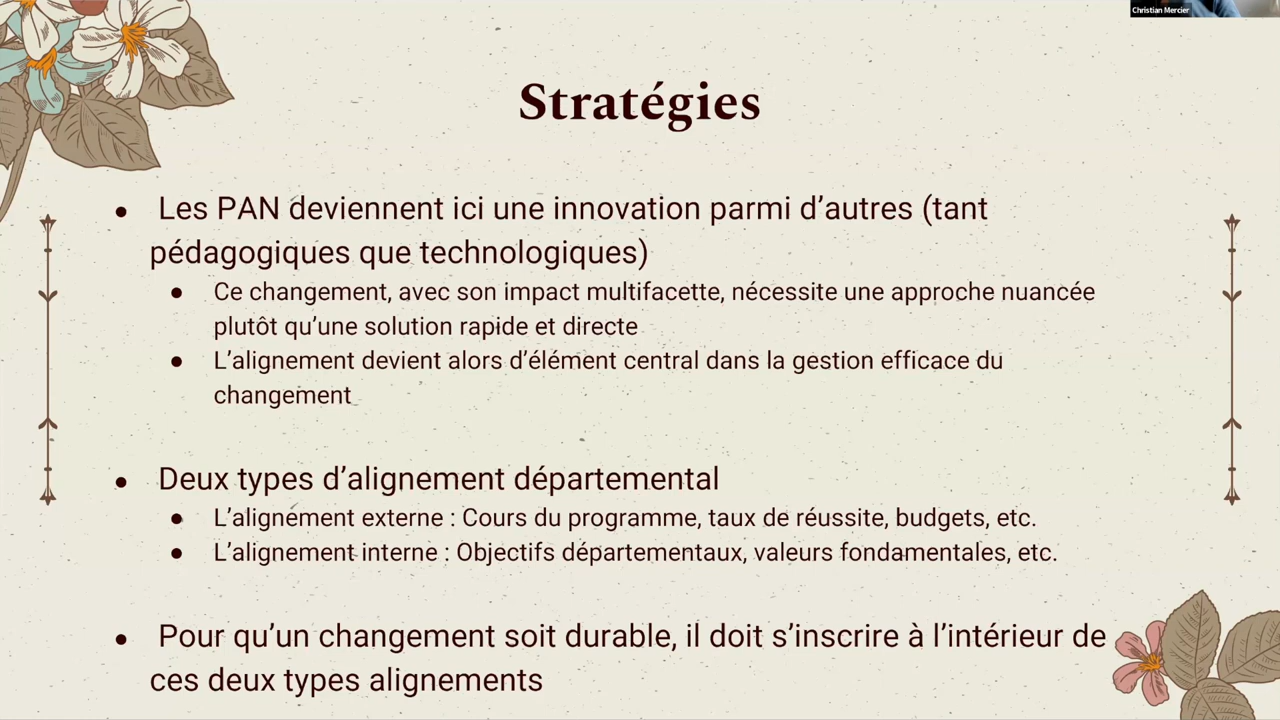 Christian Mercier
Stratégies
• Les PAN deviennent ici une innovation parmi d’autres (tant
pédagogiques que technologiques)
• Ce changement, avec son impact multifacette, nécessite une approche nuancée
plutôt qu’une solution rapide et directe
• L’alignement devient alors d’élément central dans la gestion efficace du
changement
• Deux types d’alignement départemental
• L’alignement externe : Cours du programme, taux de réussite, budgets, etc.
• L’alignement interne : Objectifs départementaux, valeurs fondamentales, etc.
• Pour qu’un changement soit durable, il doit s’inscrire à l’intérieur de
ces deux types alignements